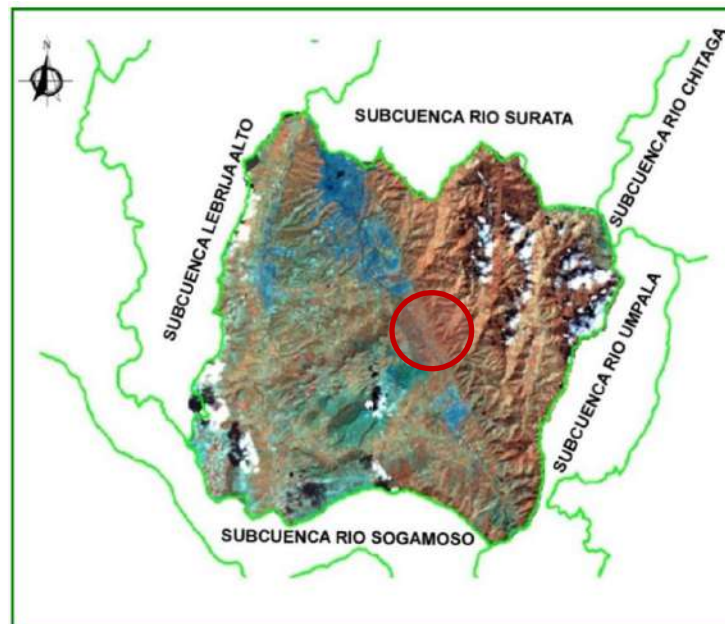 N
SUBCUENCA RIO SURATA
SUBCUENCA RIO CHITAGA
SUBCUENCA LEBRIJA ALTO
SUBCUENCA RIO UMPALA
SUBCUENCA RIO SOGAMOSO